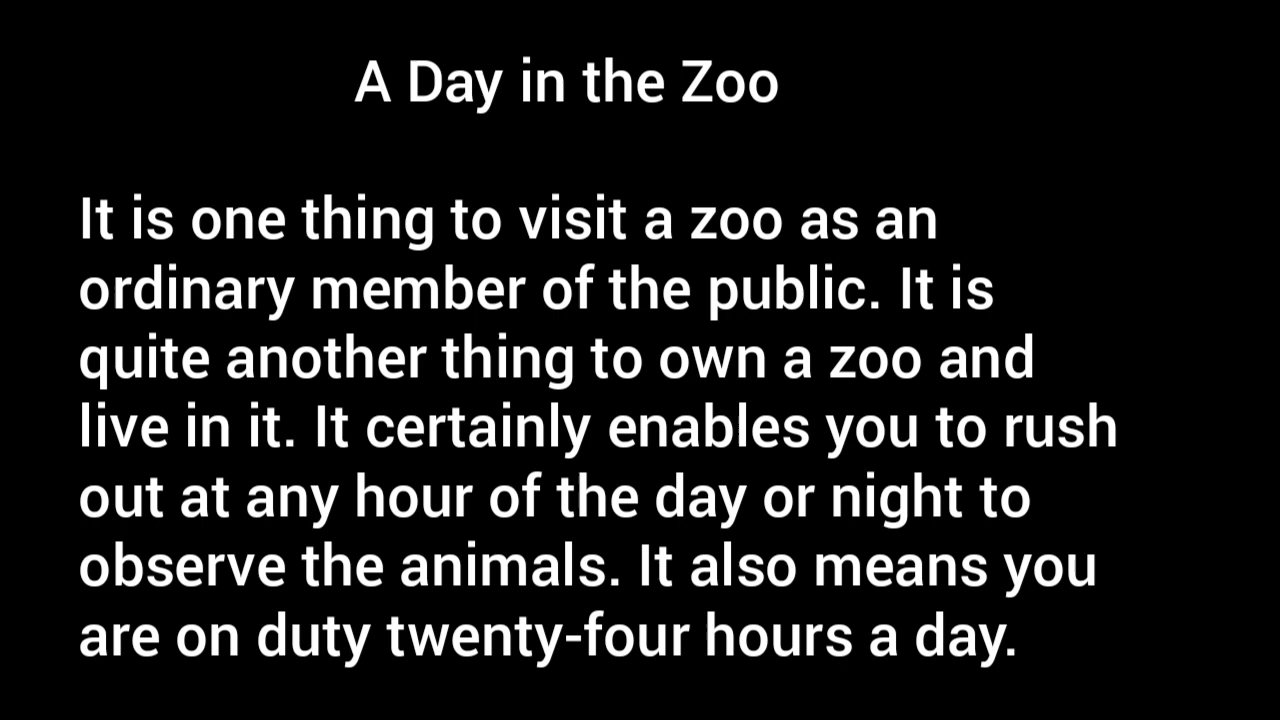 A Day in the Zoo
It is one thing to visit a zoo as an
ordinary member of the public. It is
quite another thing to own a zoo and
live in it. It certainly enables you to rush
out at any hour of the day or night to
observe the animals. It also means you
are on duty twenty-four hours a day.